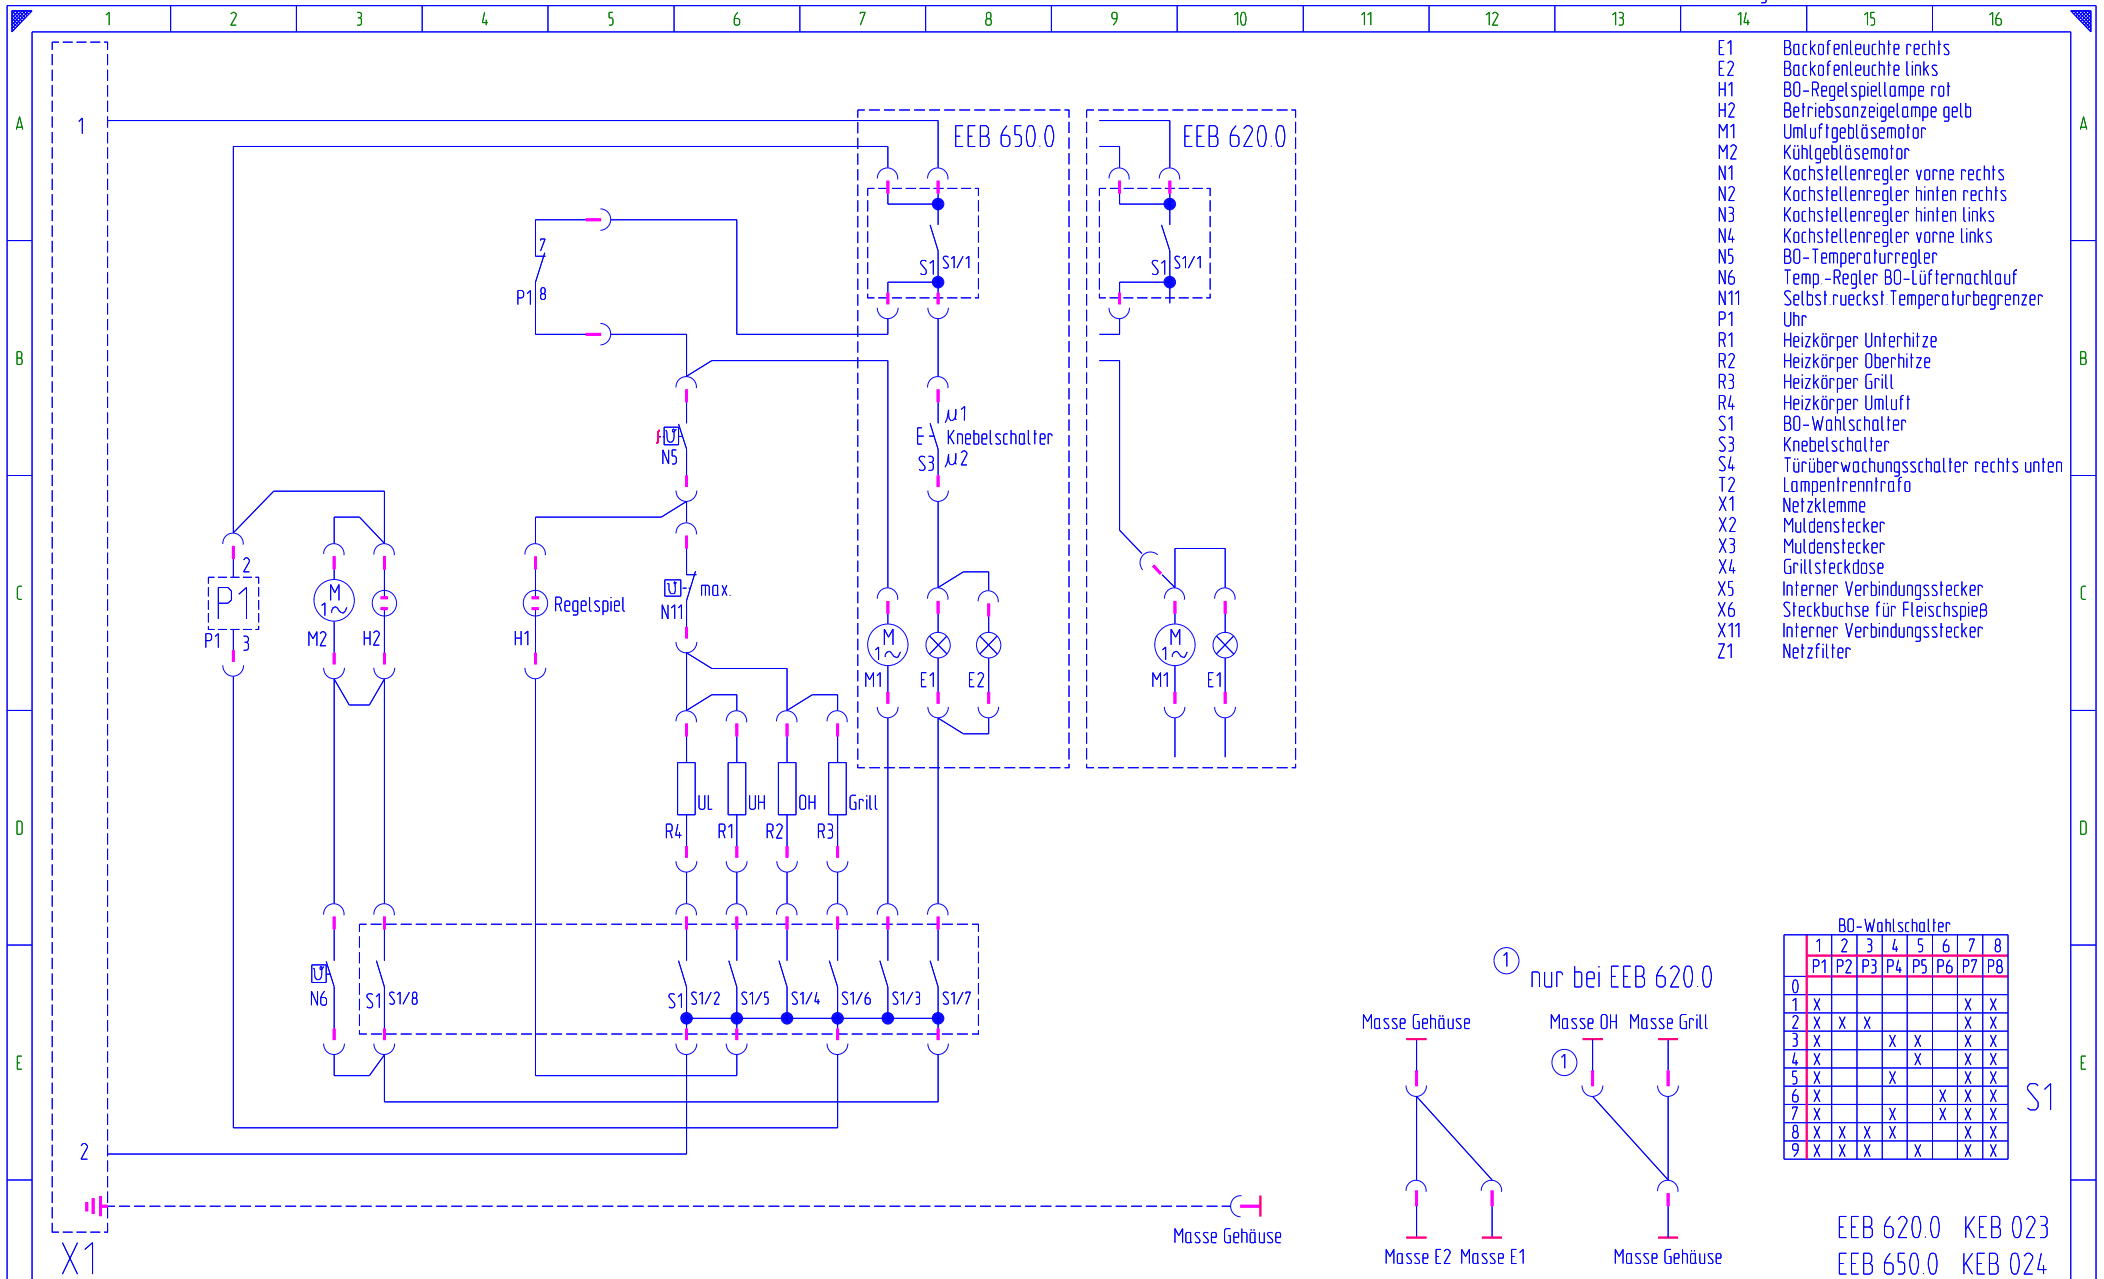 1 2 3 4 5 6 7 8 9 10 11 12 13 14 15 16
A
B
C
D
E
A
B
C
D
E
1
2
X1
EEB 650.0
EEB 620.0
S1 S1/1
S1 S1/1
7
P1 8
µ1
E Knebelschalter
S3 µ2
N5
2
P1
P1 3
M
1~
M2
H2
H1
Regelspiel
max.
N11
M
1~
M1
E1
E2
M
1~
M1
E1
UL
UH
OH
Grill
R4
R1
R2
R3
N6
S1 S1/8
S1 S1/2
S1/5
S1/4
S1/6
S1/3
S1/7
Masse Gehäuse
1 nur bei EEB 620.0
Masse Gehäuse
Masse OH Masse Grill
1
Masse E2 Masse E1
Masse Gehäuse
E1 Backofenleuchte rechts
E2 Backofenleuchte links
H1 BO-Regelspiellampe rot
H2 Betriebsanzeigelampe gelb
M1 Umluftgebläsemotor
M2 Kühlgebläsemotor
N1 Kochstellenregler vorne rechts
N2 Kochstellenregler hinten rechts
N3 Kochstellenregler hinten links
N4 Kochstellenregler vorne links
N5 BO-Temperaturregler
N6 Temp.-Regler BO-Lüfternachlauf
N11 Selbst.rueckst.Temperaturbegrenzer
P1 Uhr
R1 Heizkörper Unterhitze
R2 Heizkörper Oberhitze
R3 Heizkörper Grill
R4 Heizkörper Umluft
S1 BO-Wahlschalter
S3 Knebelschalter
S4 Türüberwachungsschalter rechts unten
T2 Lampentrenntrafo
X1 Netzklemme
X2 Muldenstecker
X3 Muldenstecker
X4 Grillsteckdose
X5 Interner Verbindungsstecker
X6 Steckbuchse für Fleischspieß
X11 Interner Verbindungsstecker
Z1 Netzfilter
BO-Wahlschalter
1 2 3 4 5 6 7 8
P1 P2 P3 P4 P5 P6 P7 P8
0
1 X X X
2 X X X X X
3 X X X X X
4 X X X X
5 X X X X
6 X X X X
7 X X X X X
8 X X X X X X
9 X X X X X X
S1
EEB 620.0 KEB 023
EEB 650.0 KEB 024